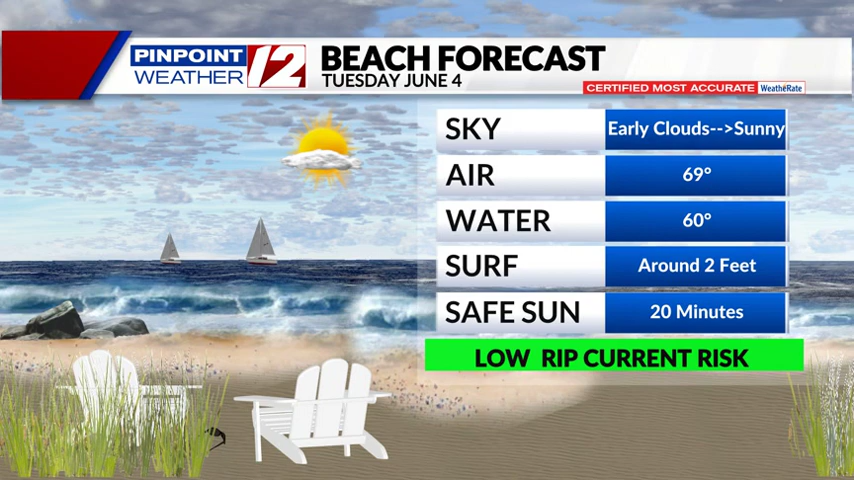 PINPOINT
WEATHER 12
BEACH FORECAST
TUESDAY JUNE 4
CERTIFIED MOST ACCURATE WeatheRate
SKY Early Clouds-->Sunny
AIR 69°
WATER 60°
SURF Around 2 Feet
SAFE SUN 20 Minutes
LOW RIP CURRENT RISK